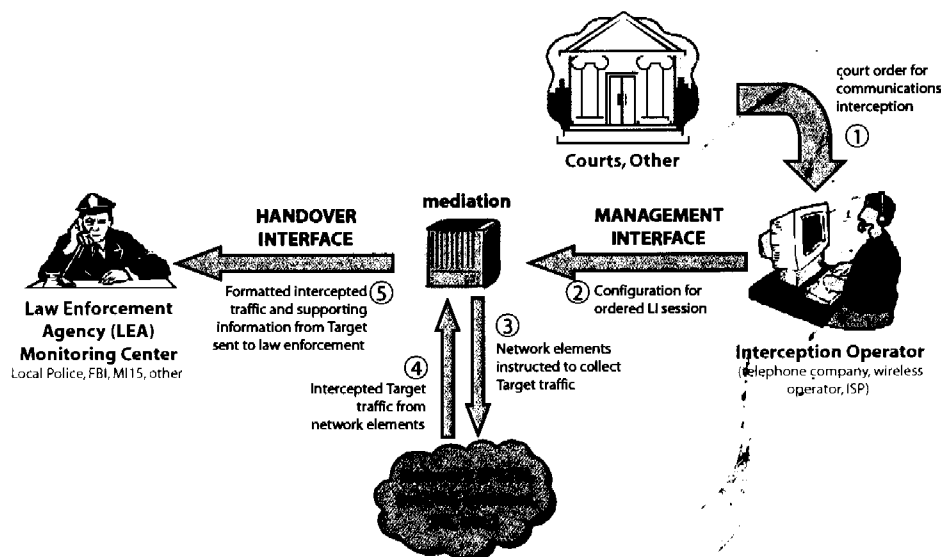 court order for
communications
interception
①
Courts, Other
mediation
HANDOVER
INTERFACE
MANAGEMENT
INTERFACE
Formatted intercepted
traffic and supporting
information from Target
sent to law enforcement
⑤
② Configuration for
ordered LI session
Law Enforcement
Agency (LEA)
Monitoring Center
Local Police, FBI, MI15, other
③
Network elements
instructed to collect
Target traffic
④
Intercepted Target
traffic from
network elements
Interception Operator
(telephone company, wireless
operator, ISP)